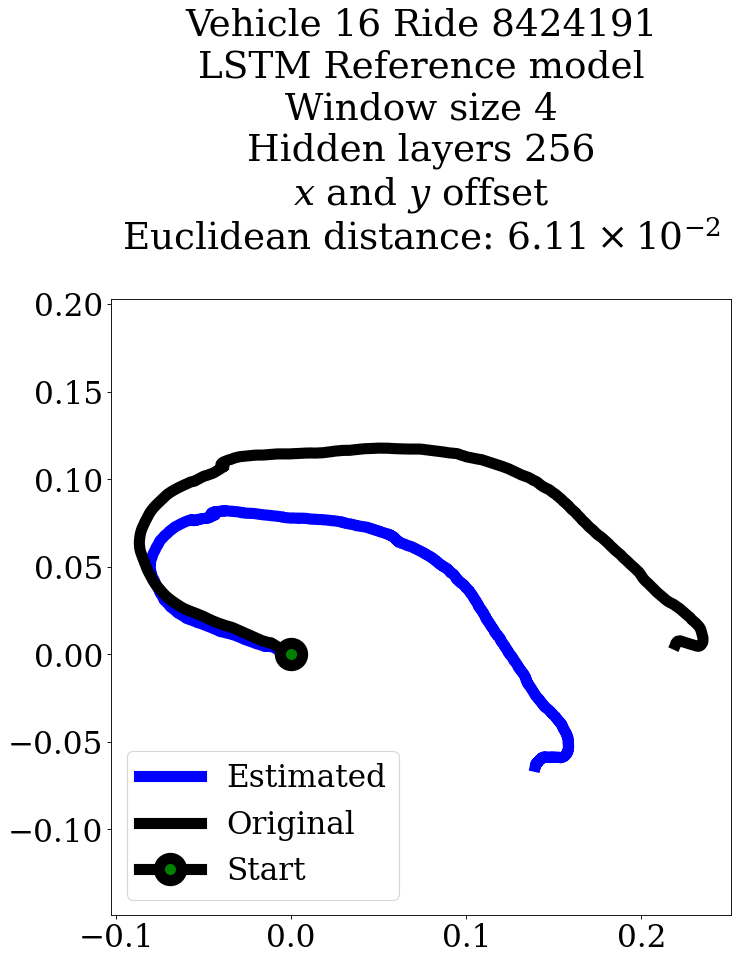 Vehicle 16 Ride 8424191
LSTM Reference model
Window size 4
Hidden layers 256
x and y offset
Euclidean distance: 6.11 × 10⁻²
0.20
0.15
0.10
0.05
0.00
−0.05
−0.10
Estimated
Original
Start
−0.1 0.0 0.1 0.2